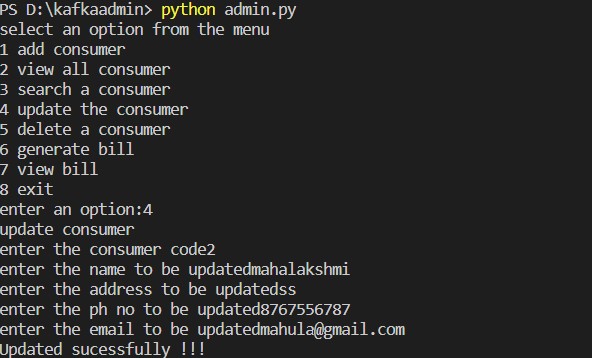 PS D:\kafkaadmin> python admin.py
select an option from the menu
1 add consumer
2 view all consumer
3 search a consumer
4 update the consumer
5 delete a consumer
6 generate bill
7 view bill
8 exit
enter an option:4
update consumer
enter the consumer code2
enter the name to be updatedmahalakshmi
enter the address to be updatedss
enter the ph no to be updated8767556787
enter the email to be updatedmahula@gmail.com
Updated sucessfully !!!